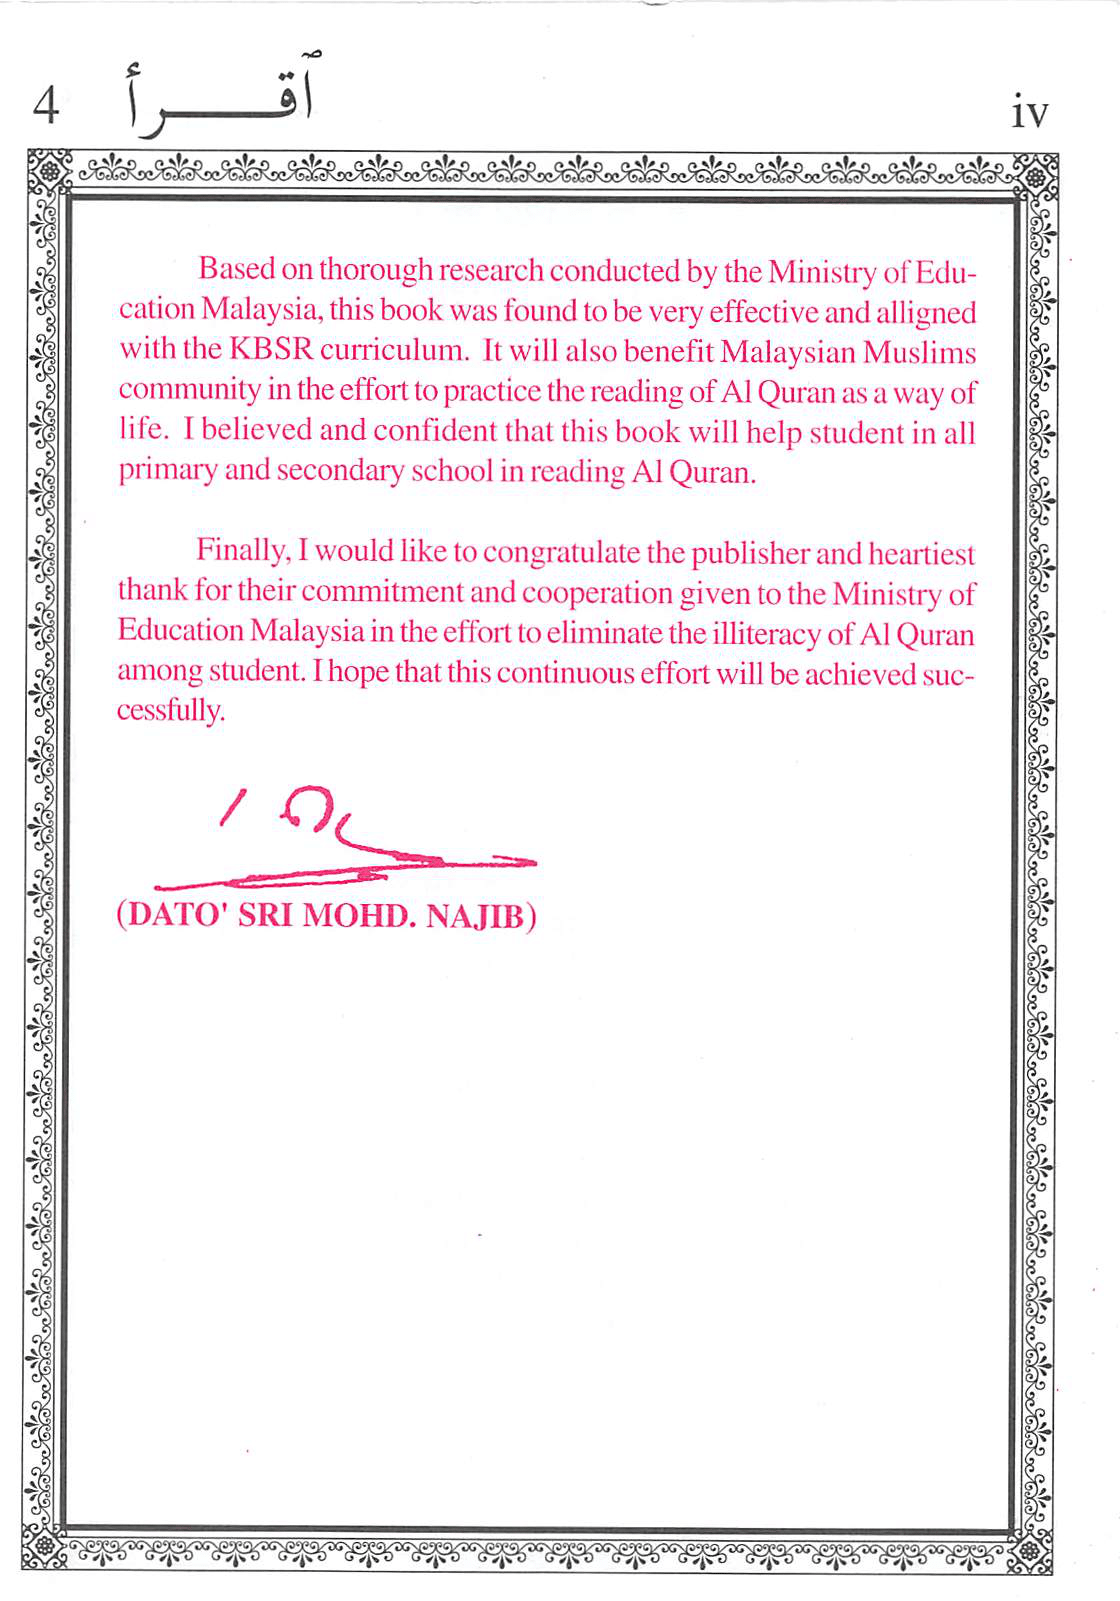 4 ٱقرأ iv
Based on thorough research conducted by the Ministry of Edu-
cation Malaysia, this book was found to be very effective and alligned
with the KBSR curriculum. It will also benefit Malaysian Muslims
community in the effort to practice the reading of Al Quran as a way of
life. I believed and confident that this book will help student in all
primary and secondary school in reading Al Quran.
Finally, I would like to congratulate the publisher and heartiest
thank for their commitment and cooperation given to the Ministry of
Education Malaysia in the effort to eliminate the illiteracy of Al Quran
among student. I hope that this continuous effort will be achieved suc-
cessfully.
(DATO' SRI MOHD. NAJIB)